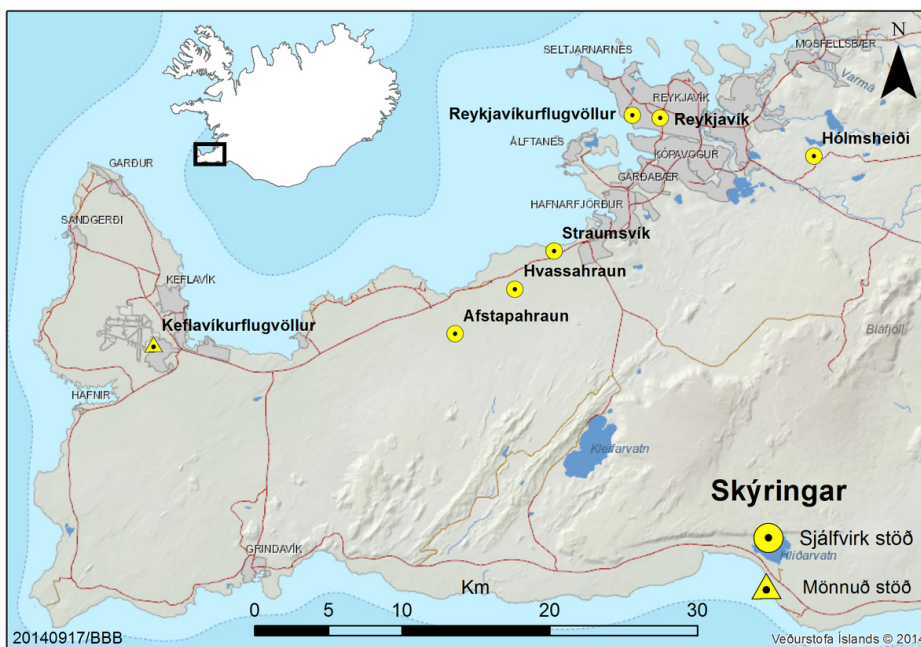 N
MOSFELLSBÆR
SELTJARNARNES
Varmá
REYKJAVÍK
Reykjavíkurflugvöllur
Reykjavík
ÁLFTANES
Hólmsheiði
KÓPAVOGUR
GARÐUR
GARÐABÆR
HAFNARFJÖRÐUR
SANDGERÐI
Straumsvík
Hvassahraun
KEFLAVÍK
Afstapahraun
Keflavíkurflugvöllur
Bláfjöll
HAFNIR
Kleifarvatn
Skýringar
Sjálfvirk stöð
Hlíðarvatn
GRINDAVÍK
Mönnuð stöð
Km
0 5 10 20 30
20140917/BBB
Veðurstofa Íslands © 2014